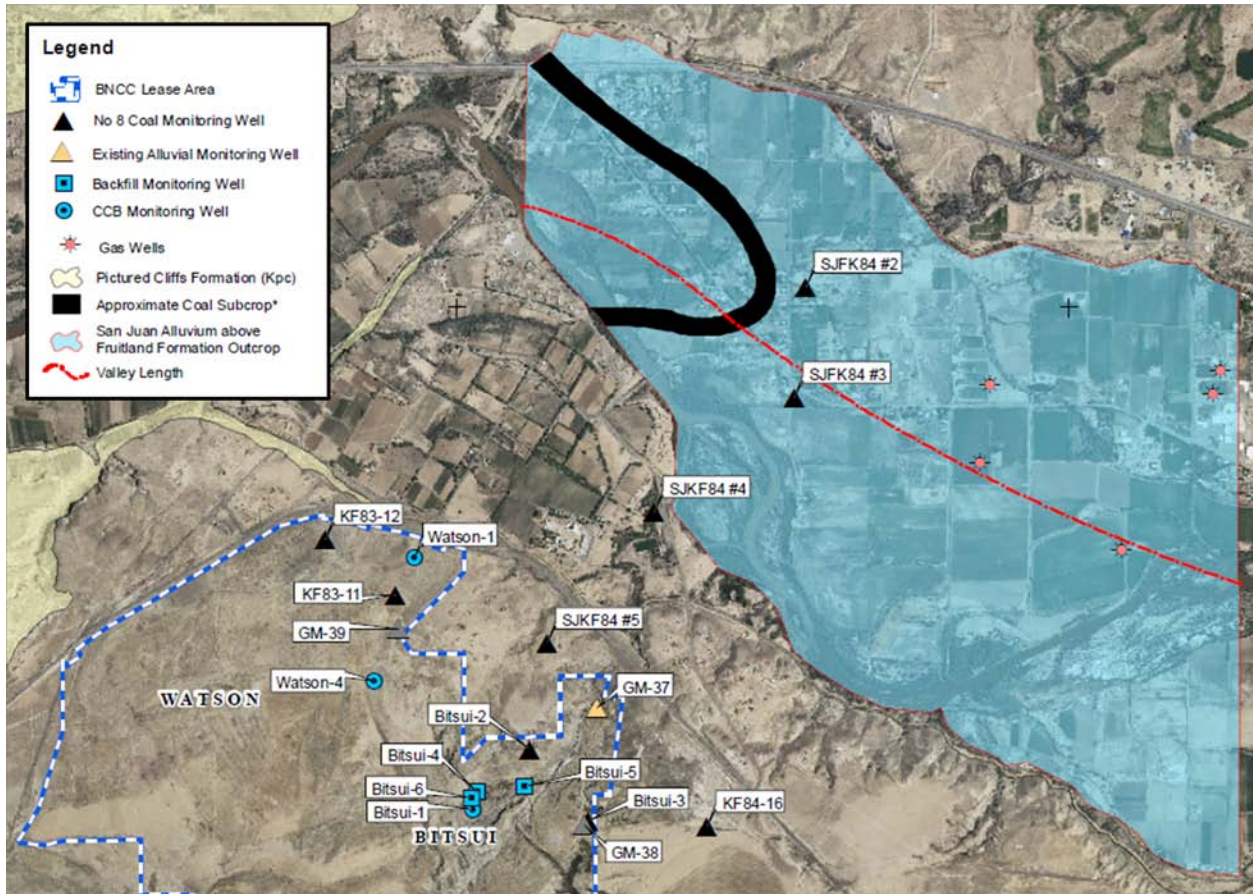 Legend
BNCC Lease Area
No 8 Coal Monitoring Well
Existing Alluvial Monitoring Well
Backfill Monitoring Well
CCB Monitoring Well
Gas Wells
Pictured Cliffs Formation (Kpc)
Approximate Coal Subcrop*
San Juan Alluvium above
Fruitland Formation Outcrop
Valley Length
SJFK84 #2
SJFK84 #3
SJKF84 #4
KF83-12
Watson-1
KF83-11
GM-39
SJKF84 #5
Watson-4
WATSON
GM-37
Bitsui-2
Bitsui-4
Bitsui-5
Bitsui-6
Bitsui-3
KF84-16
Bitsui-1
BITSUI
GM-38